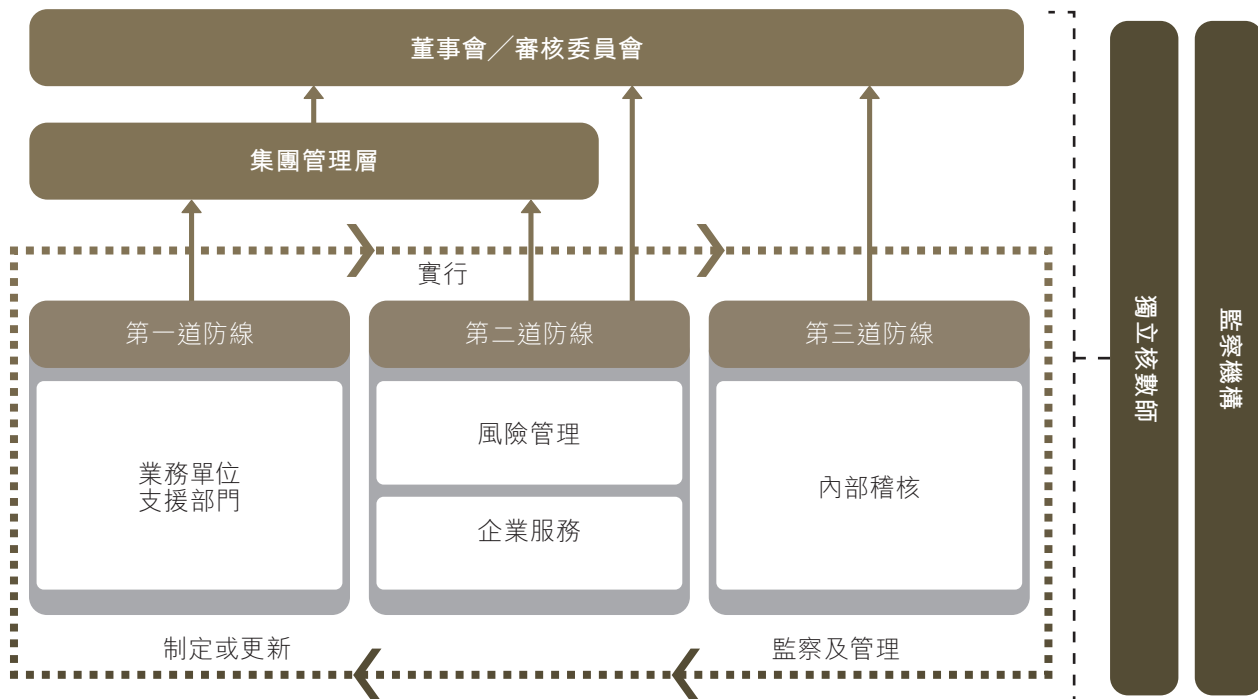 董事會／審核委員會
集團管理層
實行
第一道防線
第二道防線
第三道防線
業務單位
支援部門
風險管理
企業服務
內部稽核
制定或更新
監察及管理
獨立核數師
監察機構